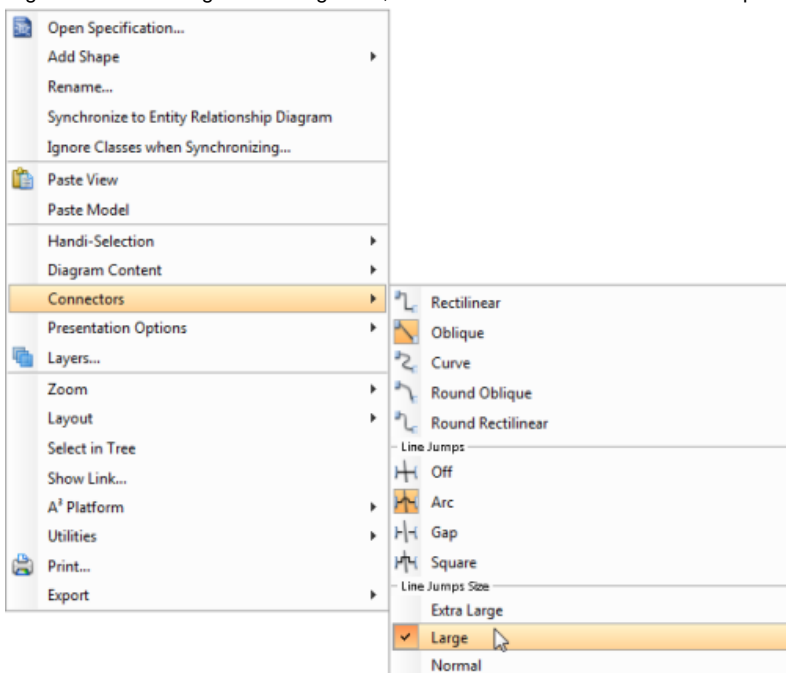 Open Specification...
Add Shape
Rename...
Synchronize to Entity Relationship Diagram
Ignore Classes when Synchronizing...
Paste View
Paste Model
Handi-Selection
Diagram Content
Connectors
Presentation Options
Layers...
Zoom
Layout
Select in Tree
Show Link...
A³ Platform
Utilities
Print...
Export
Rectilinear
Oblique
Curve
Round Oblique
Round Rectilinear
Line Jumps
Off
Arc
Gap
Square
Line Jumps Size
Extra Large
Large
Normal